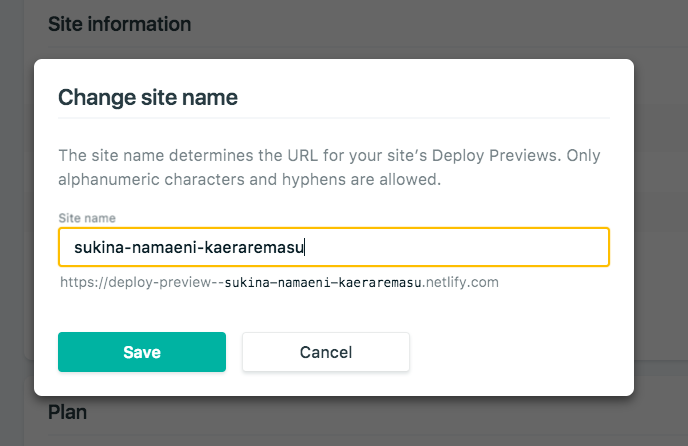 Site information
Change site name
The site name determines the URL for your site's Deploy Previews. Only
alphanumeric characters and hyphens are allowed.
Site name
sukina-namaeni-kaeraremasu
https://deploy-preview--sukina-namaeni-kaeraremasu.netlify.com
Save
Cancel
Plan